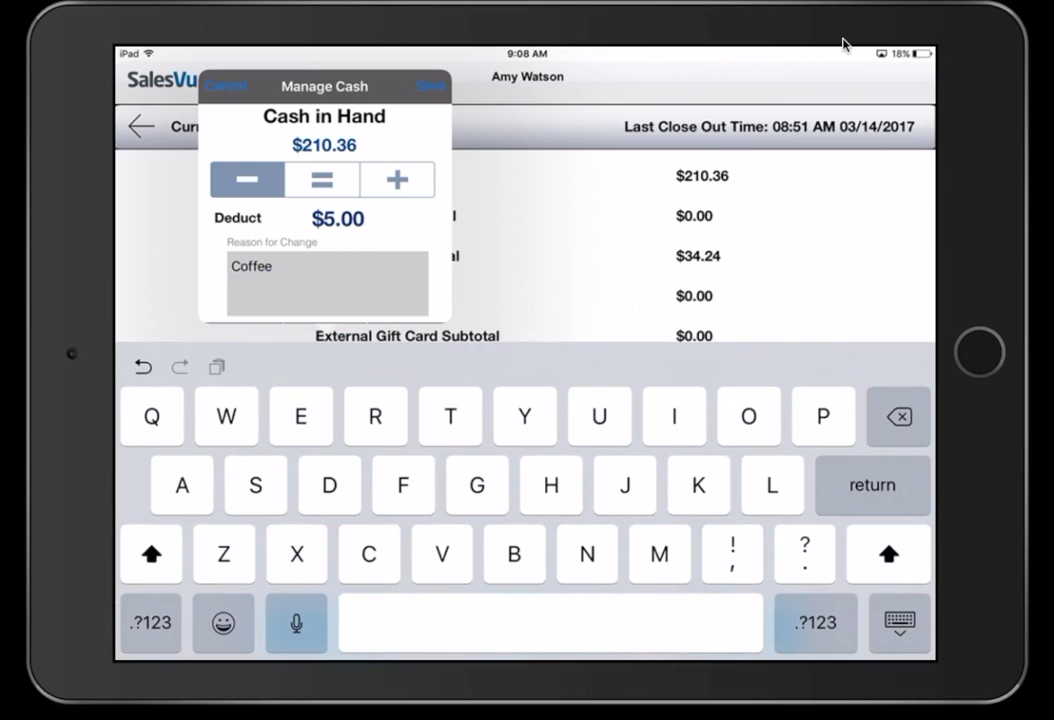 iPad 9:08 AM 18%
SalesVu Amy Watson
Cancel Manage Cash Save
Last Close Out Time: 08:51 AM 03/14/2017
Cash in Hand
$210.36
$210.36
− = +
Deduct $5.00
$0.00
Reason for Change
Coffee
$34.24
$0.00
External Gift Card Subtotal $0.00
Q W E R T Y U I O P
A S D F G H J K L return
Z X C V B N M ! , ? .
.?123 .?123